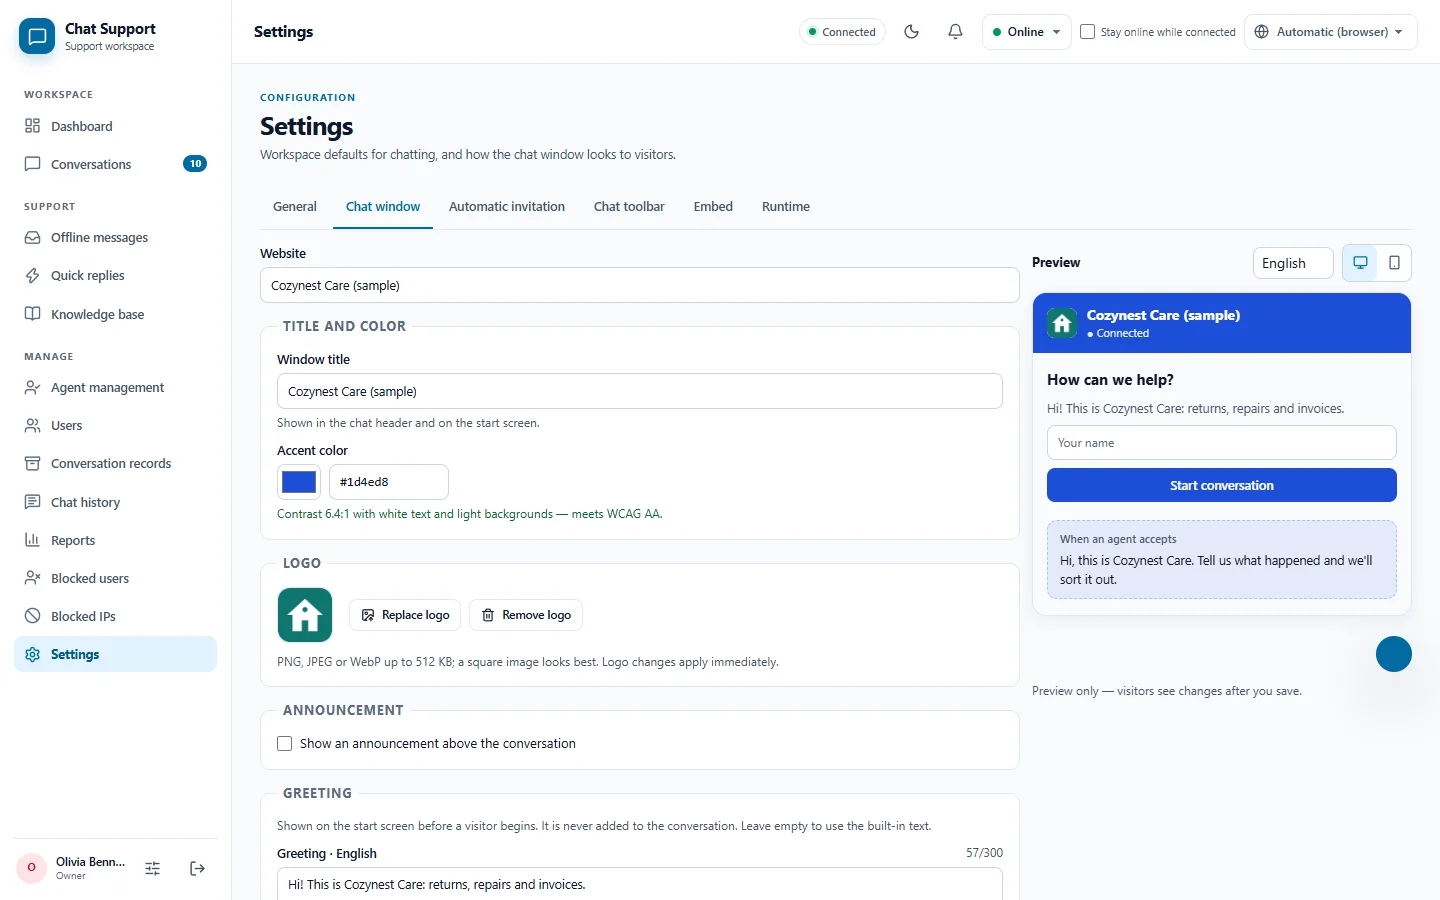 Chat Support
Support workspace
WORKSPACE
Dashboard
Conversations 10
SUPPORT
Offline messages
Quick replies
Knowledge base
MANAGE
Agent management
Users
Conversation records
Chat history
Reports
Blocked users
Blocked IPs
Settings
O
Olivia Benn...
Owner
Settings
Connected
Online
Stay online while connected
Automatic (browser)
CONFIGURATION
Settings
Workspace defaults for chatting, and how the chat window looks to visitors.
General Chat window Automatic invitation Chat toolbar Embed Runtime
Website
Cozynest Care (sample)
TITLE AND COLOR
Window title
Cozynest Care (sample)
Shown in the chat header and on the start screen.
Accent color
#1d4ed8
Contrast 6.4:1 with white text and light backgrounds — meets WCAG AA.
LOGO
Replace logo Remove logo
PNG, JPEG or WebP up to 512 KB; a square image looks best. Logo changes apply immediately.
ANNOUNCEMENT
Show an announcement above the conversation
GREETING
Shown on the start screen before a visitor begins. It is never added to the conversation. Leave empty to use the built-in text.
Greeting · English 57/300
Hi! This is Cozynest Care: returns, repairs and invoices.
Preview
English
Cozynest Care (sample)
Connected
How can we help?
Hi! This is Cozynest Care: returns, repairs and invoices.
Your name
Start conversation
When an agent accepts
Hi, this is Cozynest Care. Tell us what happened and we'll
sort it out.
Preview only — visitors see changes after you save.